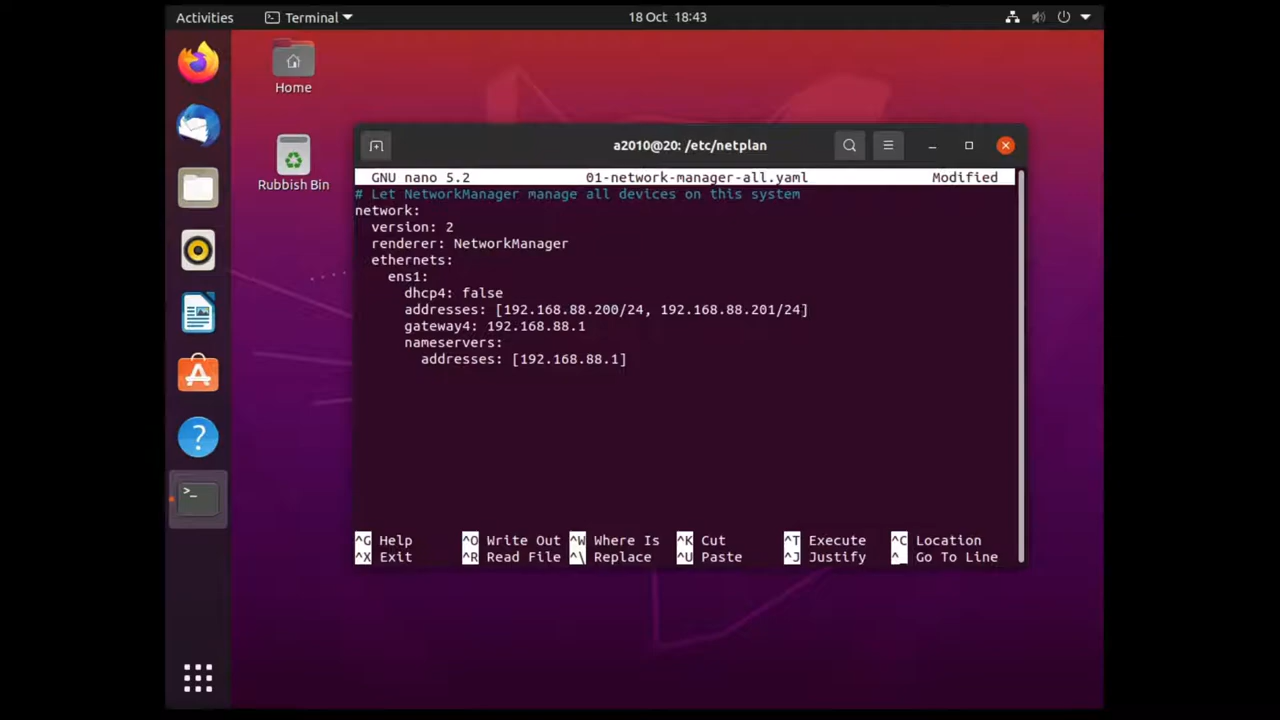 Activities
Terminal
18 Oct 18:43
Home
Rubbish Bin
a2010@20: /etc/netplan
GNU nano 5.2 01-network-manager-all.yaml Modified
# Let NetworkManager manage all devices on this system
network:
  version: 2
  renderer: NetworkManager
  ethernets:
    ens1:
      dhcp4: false
      addresses: [192.168.88.200/24, 192.168.88.201/24]
      gateway4: 192.168.88.1
      nameservers:
        addresses: [192.168.88.1]
^G Help ^O Write Out ^W Where Is ^K Cut ^T Execute ^C Location
^X Exit ^R Read File ^\ Replace ^U Paste ^J Justify ^_ Go To Line